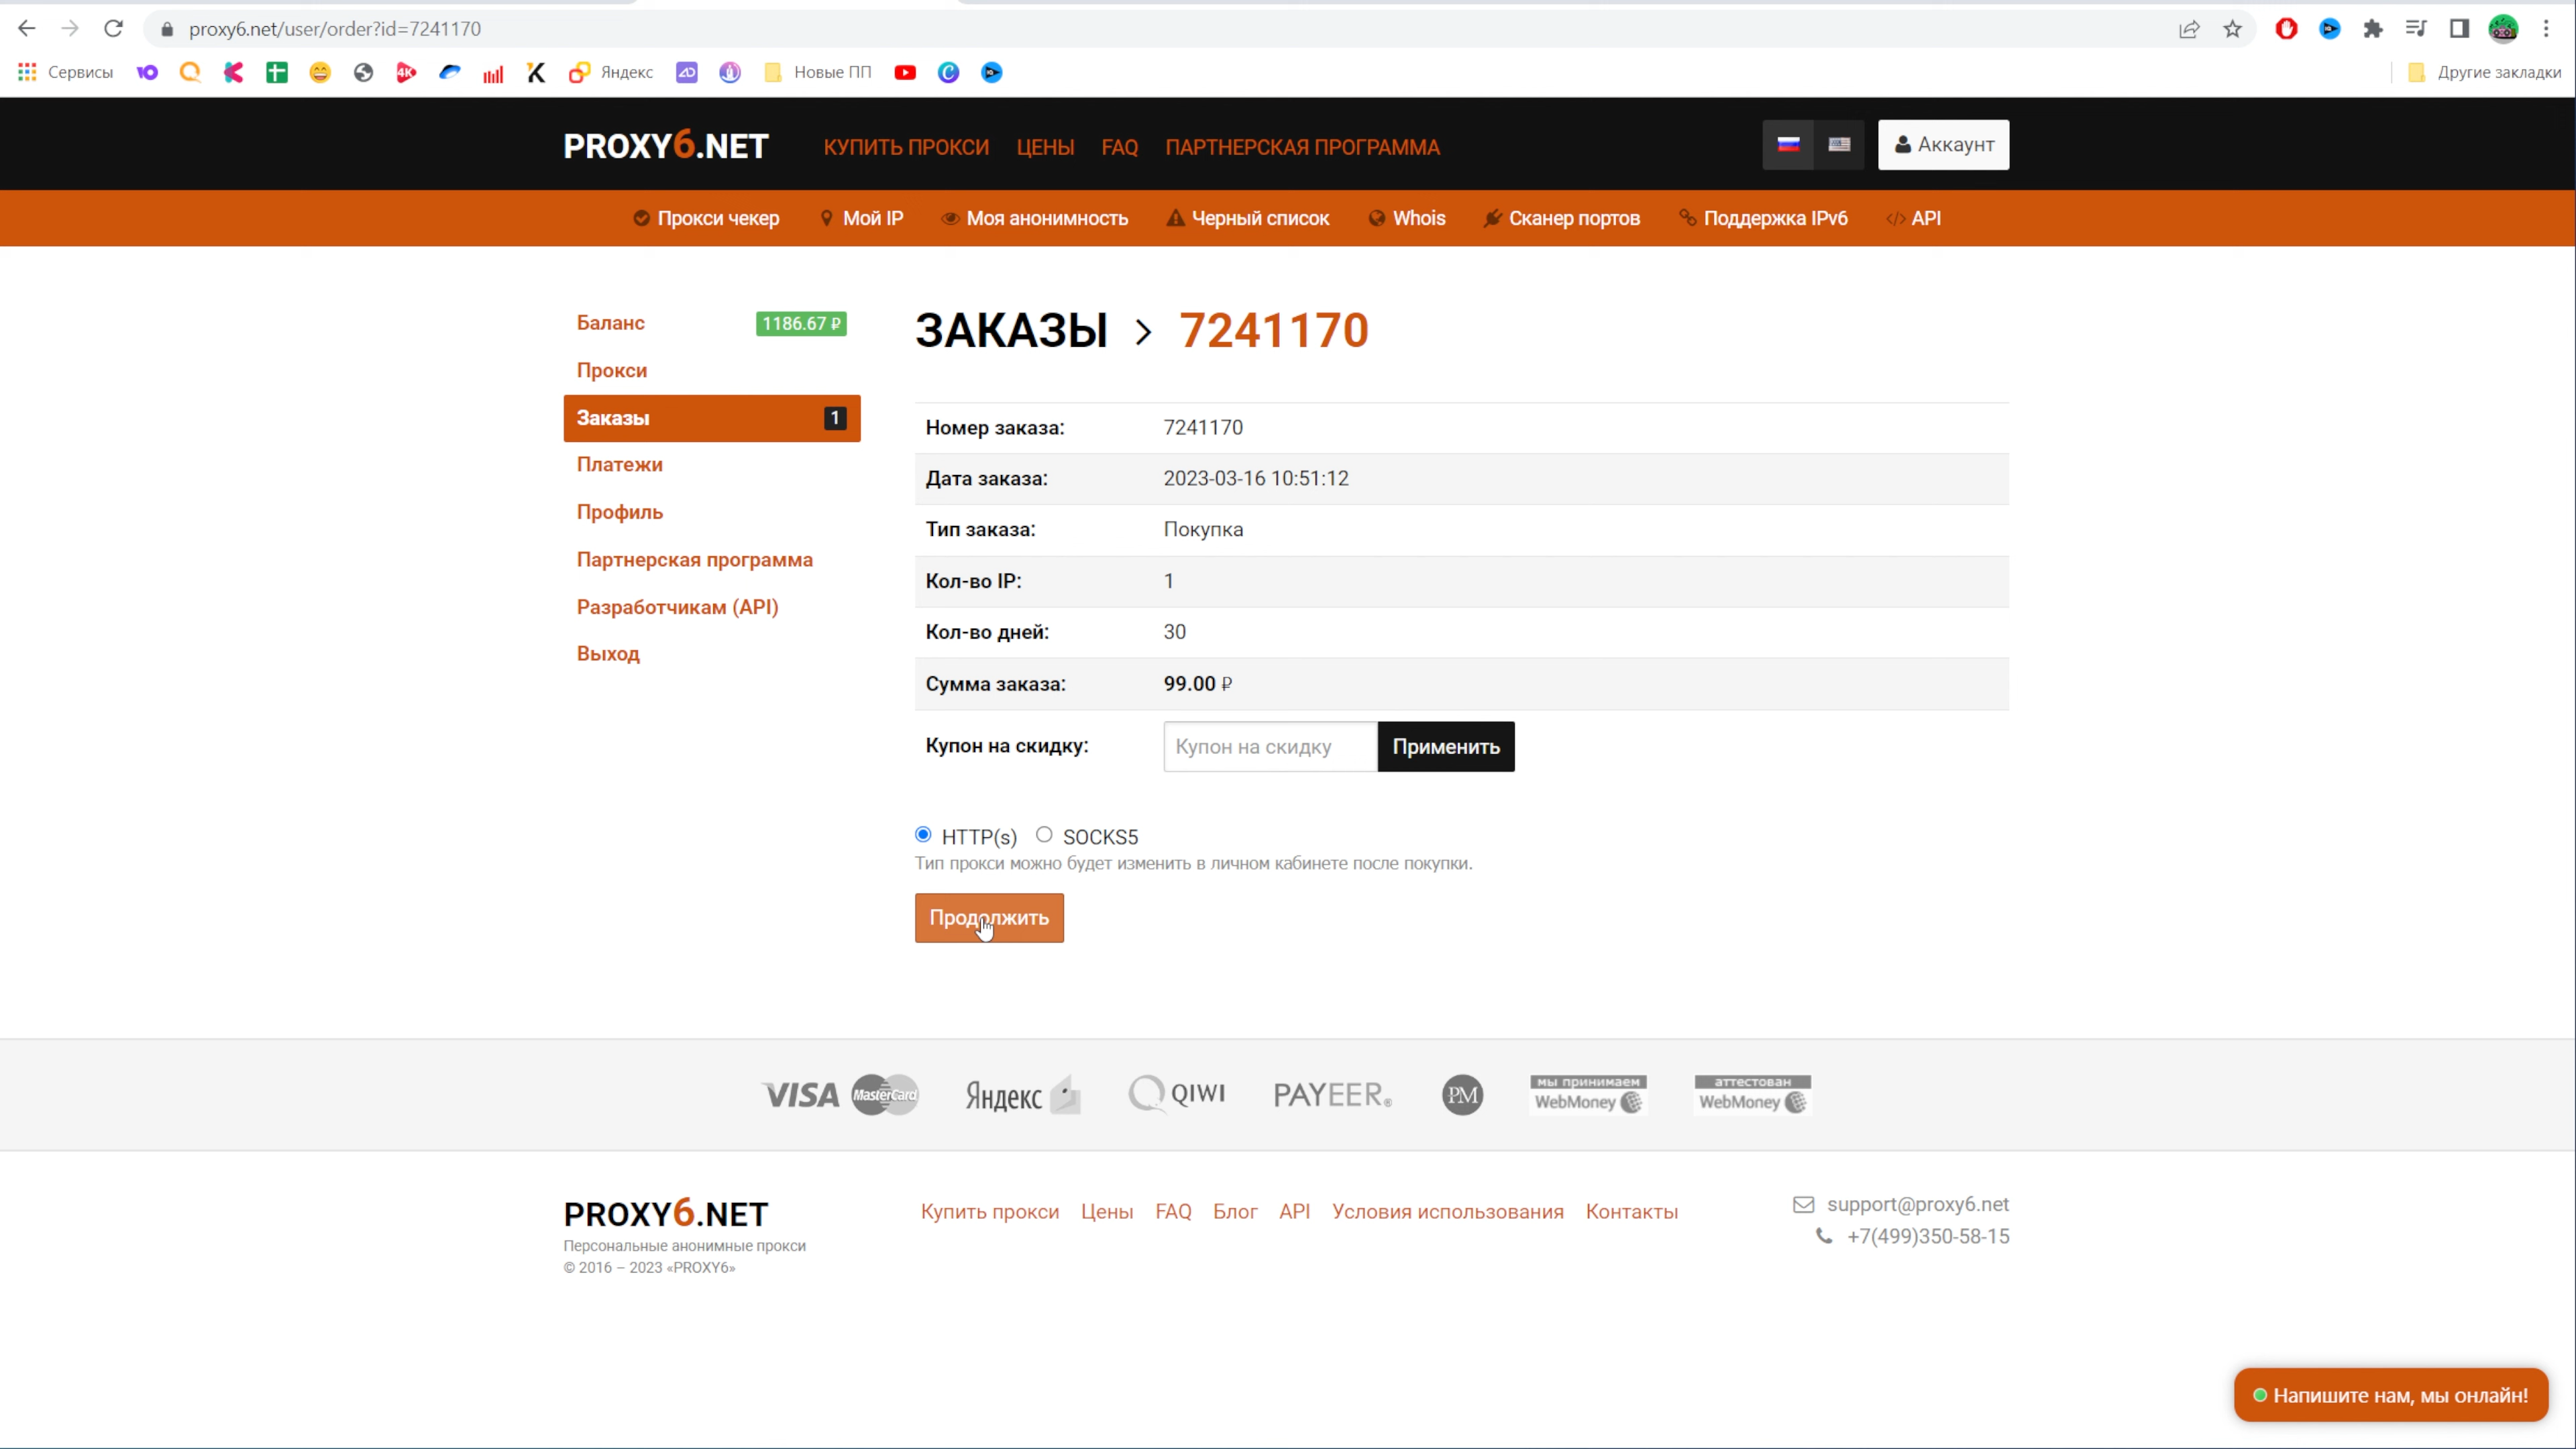 proxy6.net/user/order?id=7241170
Сервисы
Яндекс
Новые ПП
Другие закладки
PROXY6.NET
КУПИТЬ ПРОКСИ ЦЕНЫ FAQ ПАРТНЕРСКАЯ ПРОГРАММА
Аккаунт
Прокси чекер Мой IP Моя анонимность Черный список Whois Сканер портов Поддержка IPv6 </> API
Баланс 1186.67 ₽
Прокси
Заказы 1
Платежи
Профиль
Партнерская программа
Разработчикам (API)
Выход
ЗАКАЗЫ > 7241170
Номер заказа: 7241170
Дата заказа: 2023-03-16 10:51:12
Тип заказа: Покупка
Кол-во IP: 1
Кол-во дней: 30
Сумма заказа: 99.00 ₽
Купон на скидку: Купон на скидку Применить
HTTP(s) SOCKS5
Тип прокси можно будет изменить в личном кабинете после покупки.
Продолжить
VISA MasterCard Яндекс QIWI PAYEER® PM мы принимаем WebMoney аттестован WebMoney
PROXY6.NET
Персональные анонимные прокси
© 2016 – 2023 «PROXY6»
Купить прокси Цены FAQ Блог API Условия использования Контакты
support@proxy6.net
+7(499)350-58-15
Напишите нам, мы онлайн!